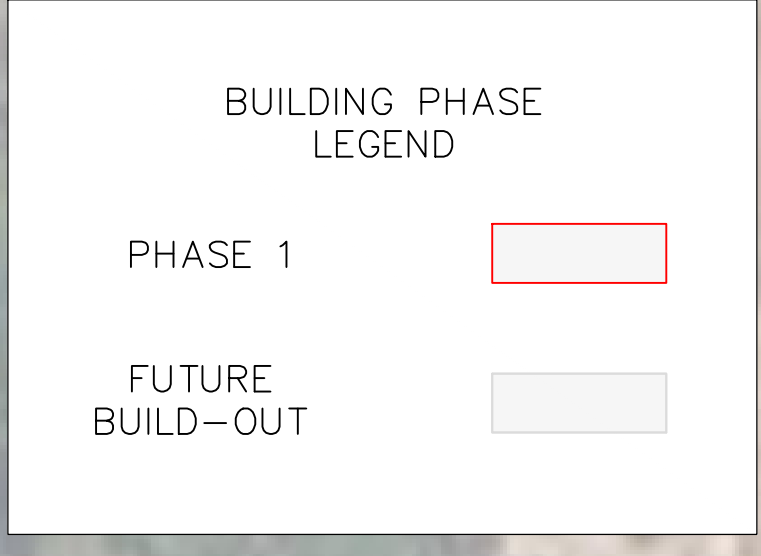 BUILDING PHASE
LEGEND
PHASE 1
FUTURE
BUILD-OUT